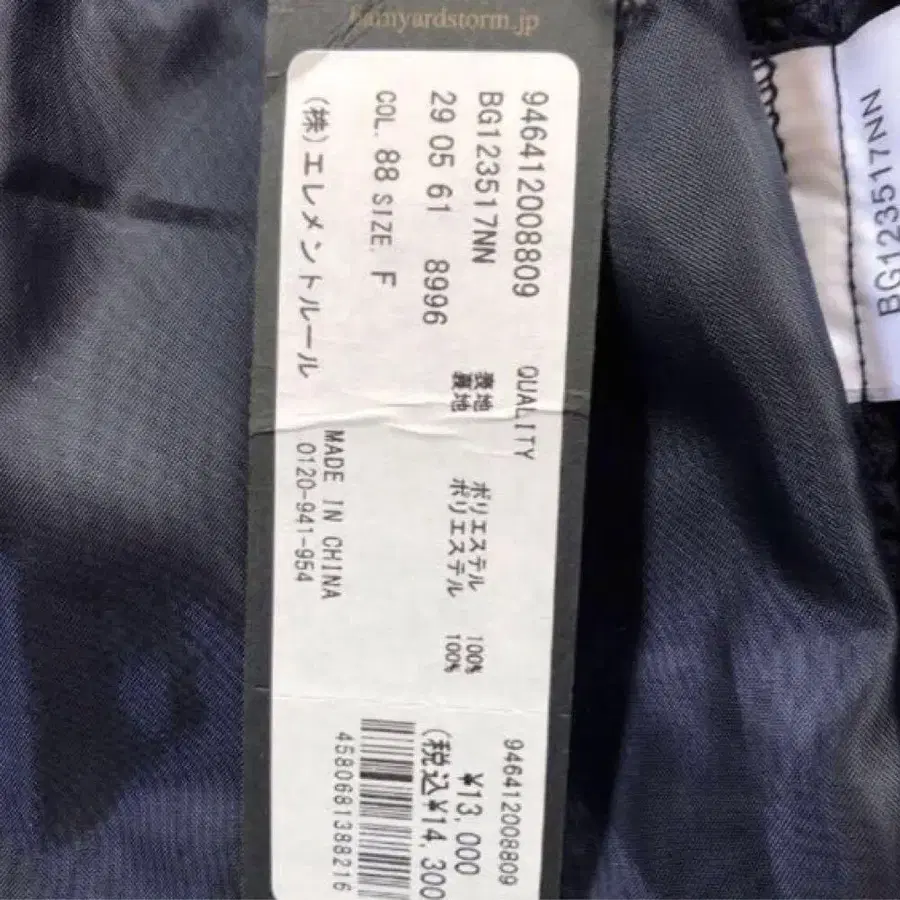 barnyardstorm.jp
946412008809
BG123517NN
29 05 61 8996
COL. 88 SIZE. F
(株)エレメントルール
QUALITY
表地 ポリエステル 100%
裏地 ポリエステル 100%
MADE IN CHINA
0120-941-954
946412008809
¥13,000
(税込¥14,300
4580681388216
BG123517NN